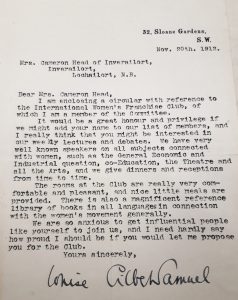 32, Sloane Gardens,
S.W.
Nov. 20th. 1912.
Mrs. Cameron Head of Inverailort,
Inverailort,
Lochailort, N.B.
Dear Mrs. Cameron Head,
I am enclosing a circular with reference to
the International Women's Franchise Club, of
which I am a member of the Committee.
It would be a great honour and privilege if
we might add your name to our list of members, and
I really think that you might be interested in
our weekly lectures and debates. We have very
well known speakers on all subjects connected
with women, such as the General Economic and
Industrial question, co-Education, the Theatre and
all the Arts, and we give dinners and receptions
from time to time.
The rooms at the Club are really very com-
fortable and pleasant, and nice little meals are
provided. There is also a magnificent reference
library of books in all languages in connection
with the women's movement generally.
We are so anxious to get influential people
like yourself to join us, and I need hardly say
how proud I should be if you would let me propose
you for the Club.
Yours sincerely,
Louise Gilbert Samuel